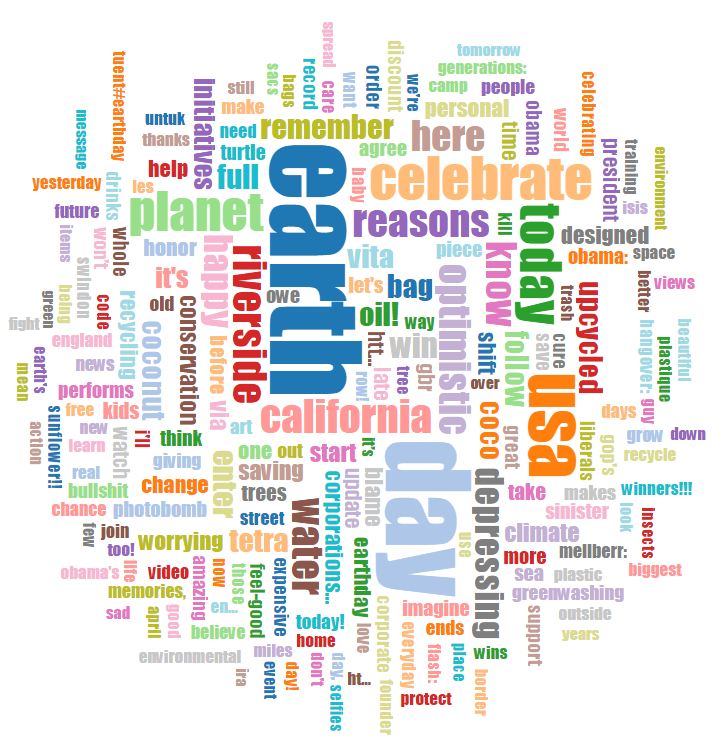 tomorrow
generations:
spread
sacs
bags
record
care
want
order
discount
we're
camp
people
celebrating
tuent#earthday
still
make
initiatives
personal
time
obama
world
untuk
thanks
message
need
turtle
remember
agree
here
president
training
environment
help
les
full
baby
celebrate
kill
isis
yesterday
drinks
planet
earth
reasons
today
know
designed
future
items
won't
whole
honor
happy
riverside
vita
piece
obama:
space
swindon
code
it's
owe
let's
bag
optimistic
trash
upcycled
better
views
being
green
old
conservation
oil!
way
shift
follow
save
cure
hangover:
beautiful
fight
england
recycling
coconut
before
via
ht...
win
gbr
over
plastique
earth's
mean
news
performs
row!
late
tree
usa
guy
free
kids
art
california
coco
great
liberals
days
sunflower!!
action
new
learn
watch
i'll
think
one
out
start
it's
day
gop's
grow
down
recycle
real
giving
enter
saving
update
blame
depressing
bullshit
change
trees
water
corporations...
take
makes
winners!!!
chance
photobomb
street
sinister
look
insects
few
join
too!
worrying
tetra
earthday
use
climate
mellberr:
more
biggest
obama's
life
video
amazing
now
those
feel-good
expensive
sea
plastic
memories,
greenwashing
sad
april
good
en...
believe
today!
home
love
corporate
imagine
ends
support
outside
years
environmental
miles
don't
day,
everyday
flash:
place
wins
ira
event
day!
selfies
ht...
founder
protect
border